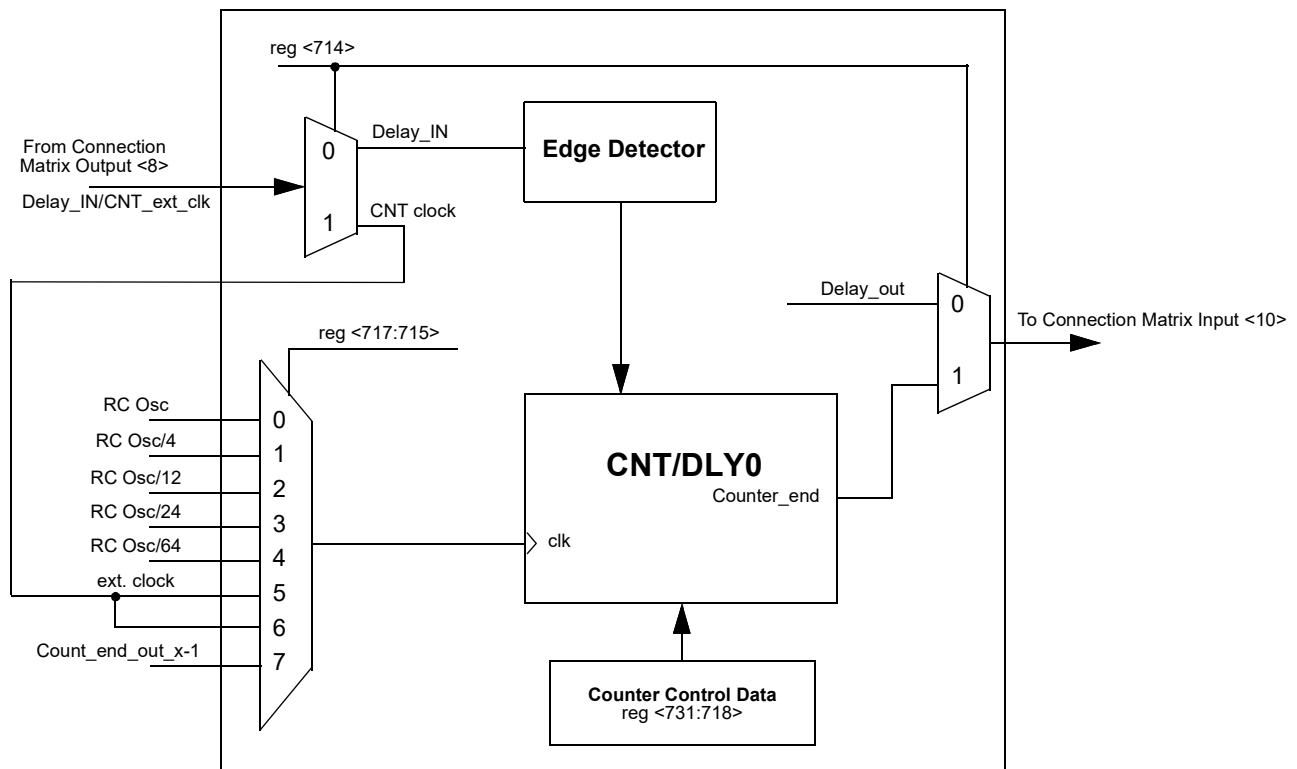 reg <714>
From Connection
Matrix Output <8>
Delay_IN/CNT_ext_clk
0
1
Delay_IN
CNT clock
Edge Detector
Delay_out
0
1
To Connection Matrix Input <10>
reg <717:715>
RC Osc
0
RC Osc/4
1
RC Osc/12
2
RC Osc/24
3
RC Osc/64
4
ext. clock
5
6
Count_end_out_x-1
7
CNT/DLY0
Counter_end
clk
Counter Control Data
reg <731:718>